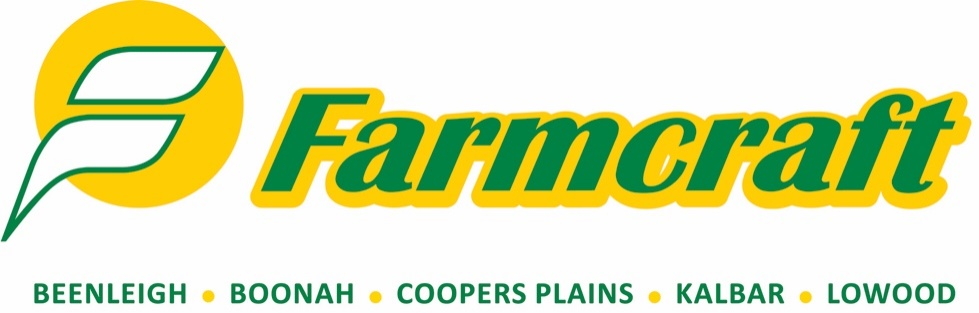 Farmcraft
BEENLEIGH • BOONAH • COOPERS PLAINS • KALBAR • LOWOOD